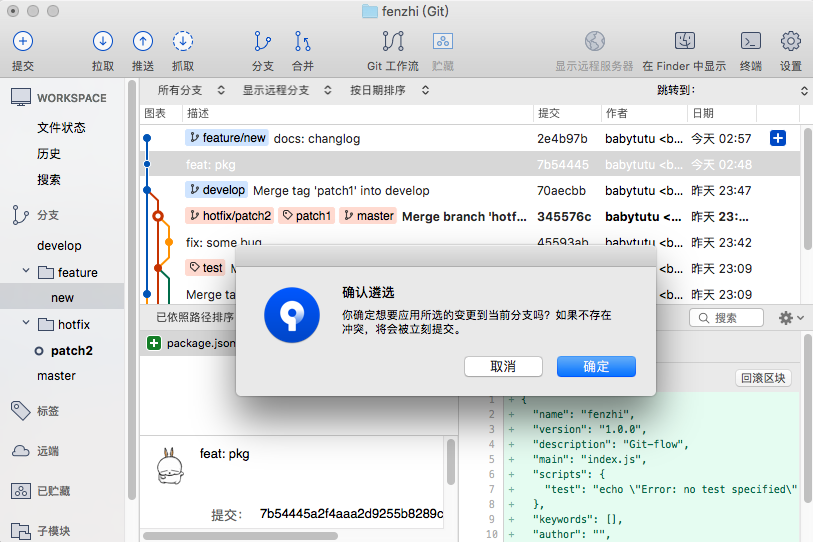 fenzhi (Git)
提交
拉取
推送
抓取
分支
合并
Git 工作流
贮藏
显示远程服务器
在 Finder 中显示
终端
设置
WORKSPACE
文件状态
历史
搜索
分支
develop
feature
new
hotfix
patch2
master
标签
远端
已贮藏
子模块
所有分支
显示远程分支
按日期排序
跳转到:
图表 描述 提交 作者 日期
feature/new docs: changlog 2e4b97b babytutu <b... 今天 02:57
feat: pkg 7b54445 babytutu <b... 今天 02:48
develop Merge tag 'patch1' into develop 70aecbb babytutu <b... 昨天 23:47
hotfix/patch2 patch1 master Merge branch 'hotf... 345576c babytutu <... 昨天 23:...
fix: some bug 45593ab babytutu <b... 昨天 23:42
test babytutu <b... 昨天 23:09
Merge ta babytutu <b... 昨天 23:09
确认遴选
你确定想要应用所选的变更到当前分支吗？如果不存在
冲突，将会被立刻提交。
取消
确定
已依照路径排序
搜索
package.json
回滚区块
feat: pkg
提交: 7b54445a2f4aaa2d9255b8289c
1 + {
2 + "name": "fenzhi",
3 + "version": "1.0.0",
4 + "description": "Git-flow",
5 + "main": "index.js",
6 + "scripts": {
7 + "test": "echo \"Error: no test specified\"
8 + },
9 + "keywords": [],
10 + "author": "",